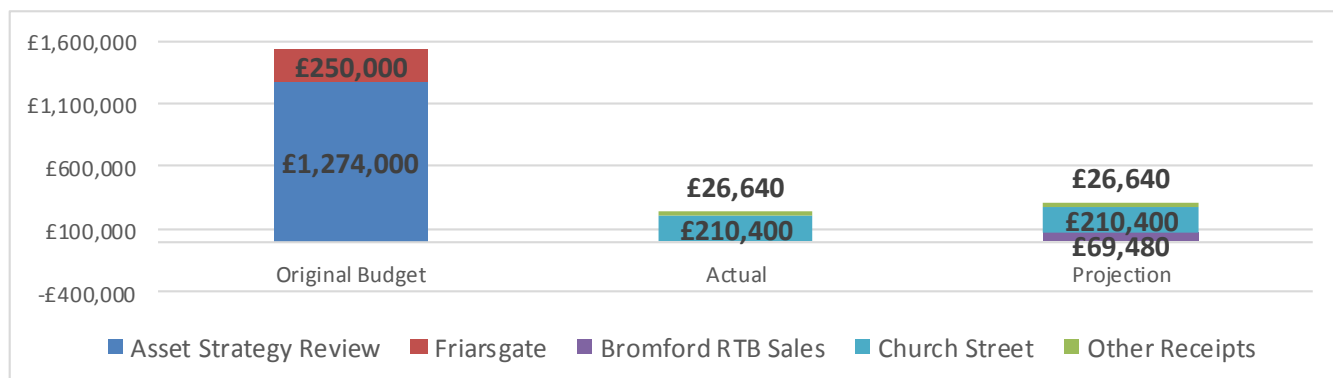 £1,600,000
£1,100,000
£600,000
£100,000
-£400,000
£250,000
£1,274,000
£26,640
£210,400
£26,640
£210,400
£69,480
Original Budget
Actual
Projection
Asset Strategy Review
Friarsgate
Bromford RTB Sales
Church Street
Other Receipts